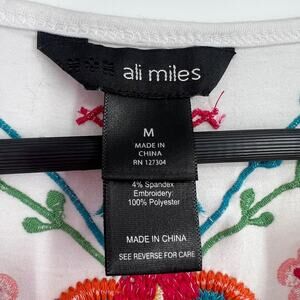 ali miles
M
MADE IN
CHINA
RN 127304
4% Spandex
Embroidery:
100% Polyester
MADE IN CHINA
SEE REVERSE FOR CARE